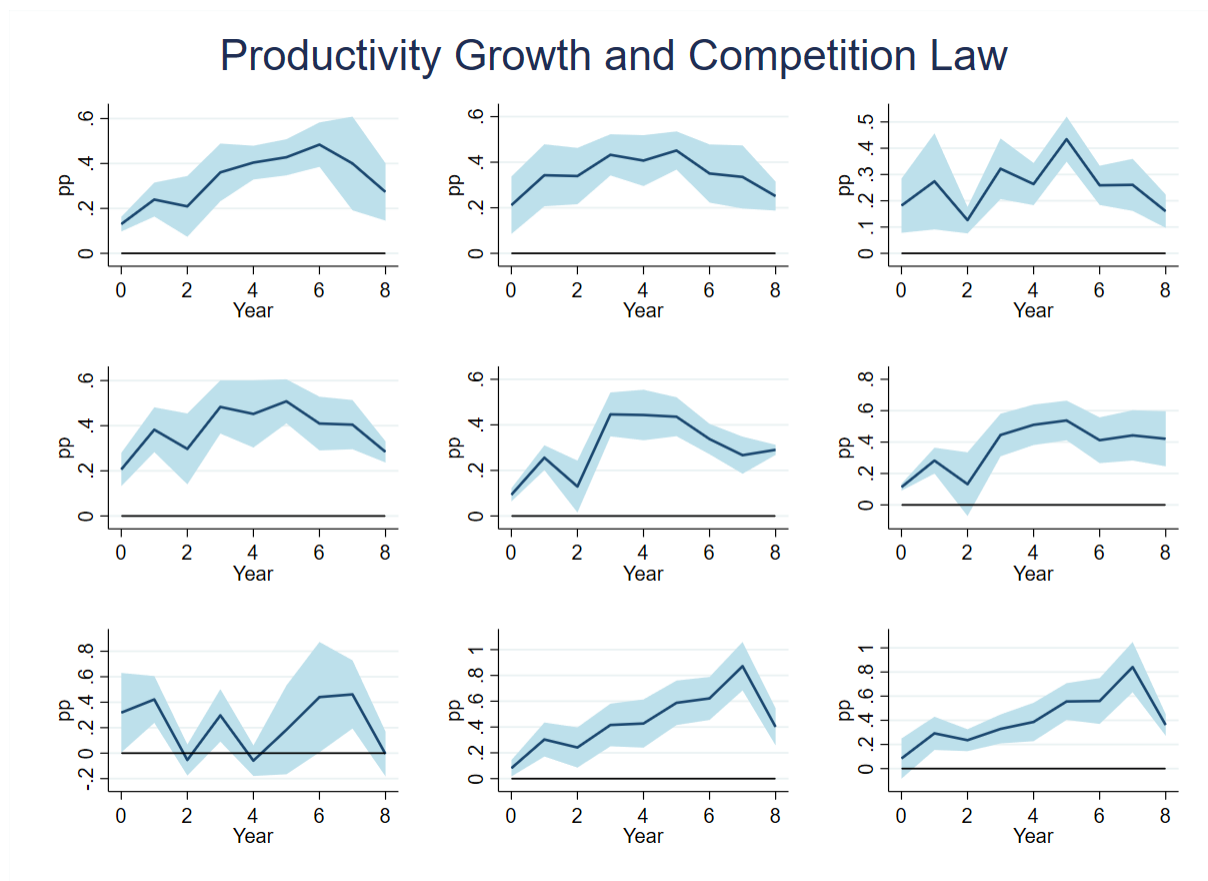 Productivity Growth and Competition Law
pp
0 .2 .4 .6
0 2 4 6 8
Year
pp
0 .2 .4 .6
0 2 4 6 8
Year
pp
0 .1 .2 .3 .4 .5
0 2 4 6 8
Year
pp
0 .2 .4 .6
0 2 4 6 8
Year
pp
0 .2 .4 .6
0 2 4 6 8
Year
pp
0 .2 .4 .6 .8
0 2 4 6 8
Year
pp
-.2 0 .2 .4 .6 .8
0 2 4 6 8
Year
pp
0 .2 .4 .6 .8 1
0 2 4 6 8
Year
pp
0 .2 .4 .6 .8 1
0 2 4 6 8
Year